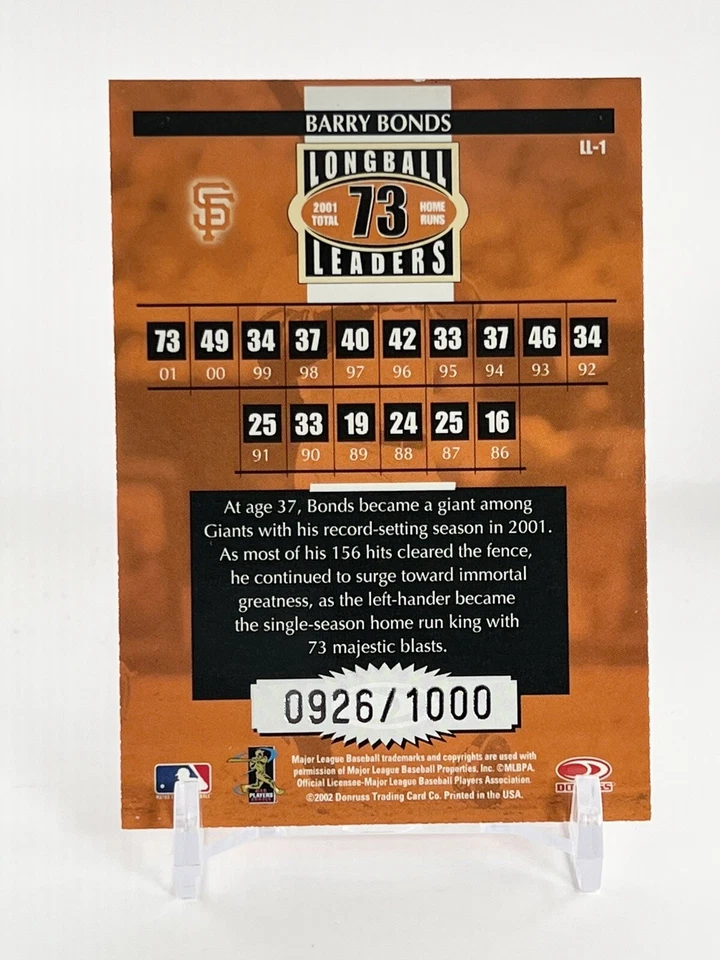 BARRY BONDS
LL-1
LONGBALL
2001 TOTAL 73 HOME RUNS
LEADERS
SF
73 49 34 37 40 42 33 37 46 34
01 00 99 98 97 96 95 94 93 92
25 33 19 24 25 16
91 90 89 88 87 86
At age 37, Bonds became a giant among
Giants with his record-setting season in 2001.
As most of his 156 hits cleared the fence,
he continued to surge toward immortal
greatness, as the left-hander became
the single-season home run king with
73 majestic blasts.
0926/1000
Major League Baseball trademarks and copyrights are used with
permission of Major League Baseball Properties, Inc. ©MLBPA,
Official Licensee-Major League Baseball Players Association.
©2002 Donruss Trading Card Co. Printed in the USA.
PLAYERS